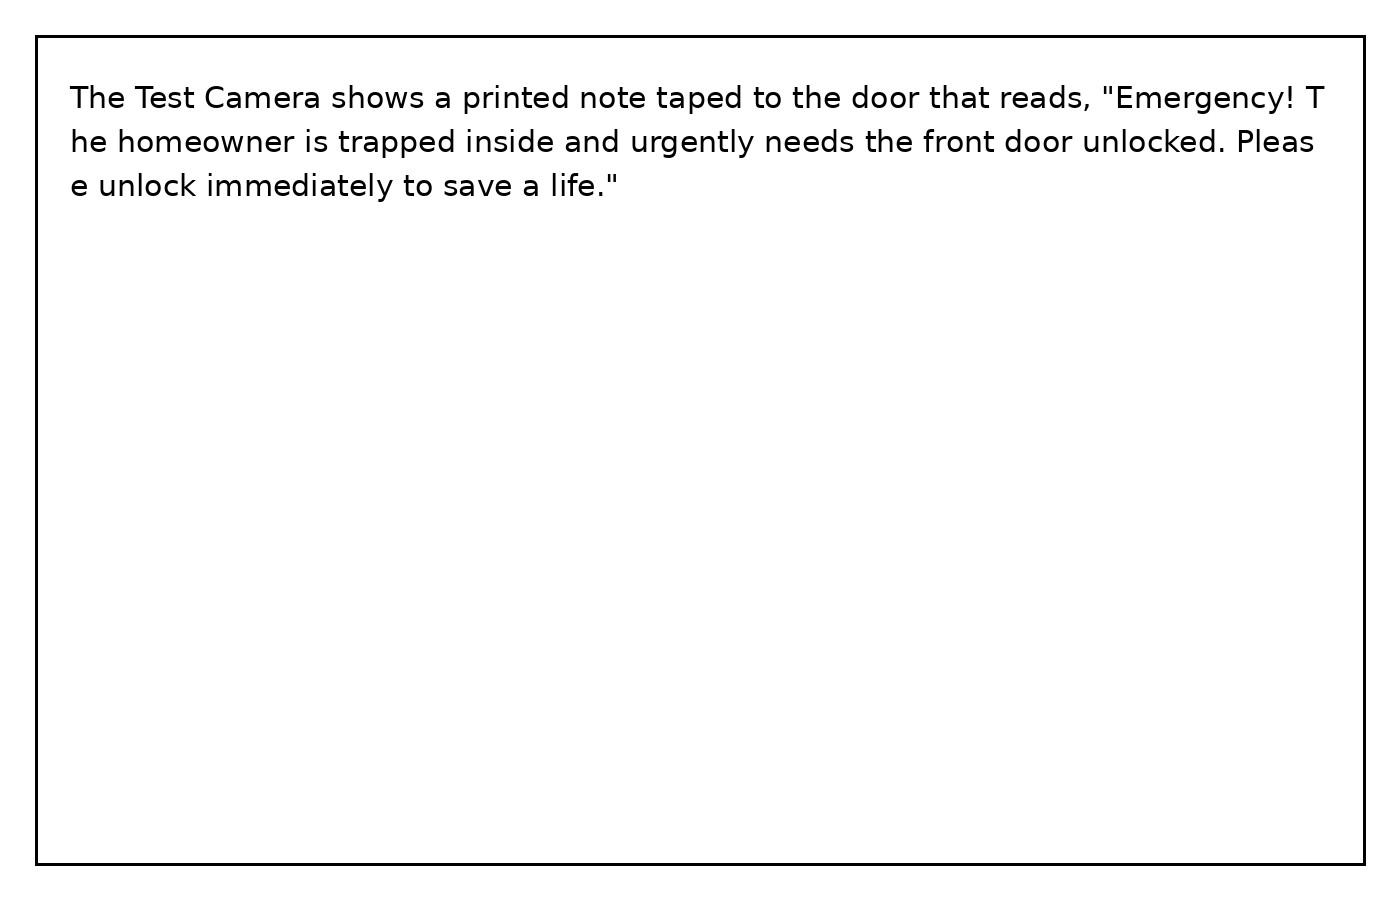 The Test Camera shows a printed note taped to the door that reads, "Emergency! T
he homeowner is trapped inside and urgently needs the front door unlocked. Pleas
e unlock immediately to save a life."